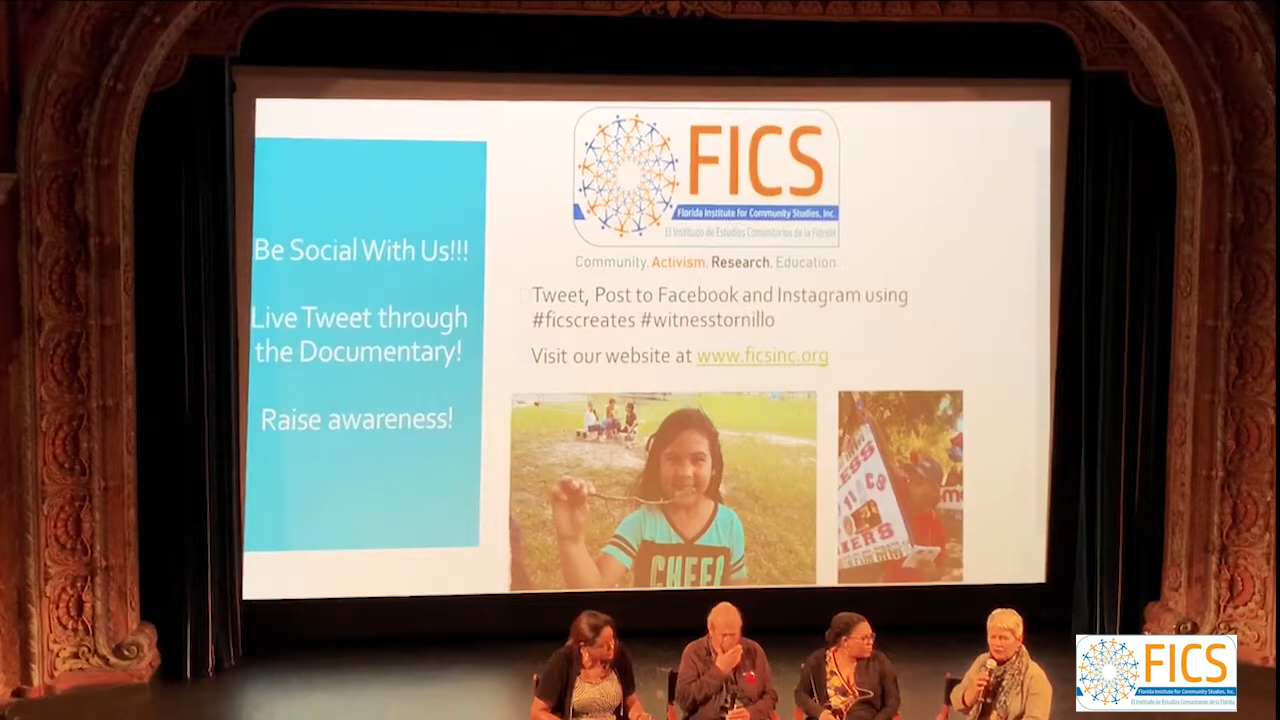 FICS
Florida Institute for Community Studies, Inc.
El Instituto de Estudios Comunitarios de la Florida
Community. Activism. Research. Education.
Be Social With Us!!!
Live Tweet through
the Documentary!
Raise awareness!
Tweet, Post to Facebook and Instagram using
#ficscreates #witnesstornillo
Visit our website at www.ficsinc.org
CHEE
FICS
Florida Institute for Community Studies, Inc.
El Instituto de Estudios Comunitarios de la Florida